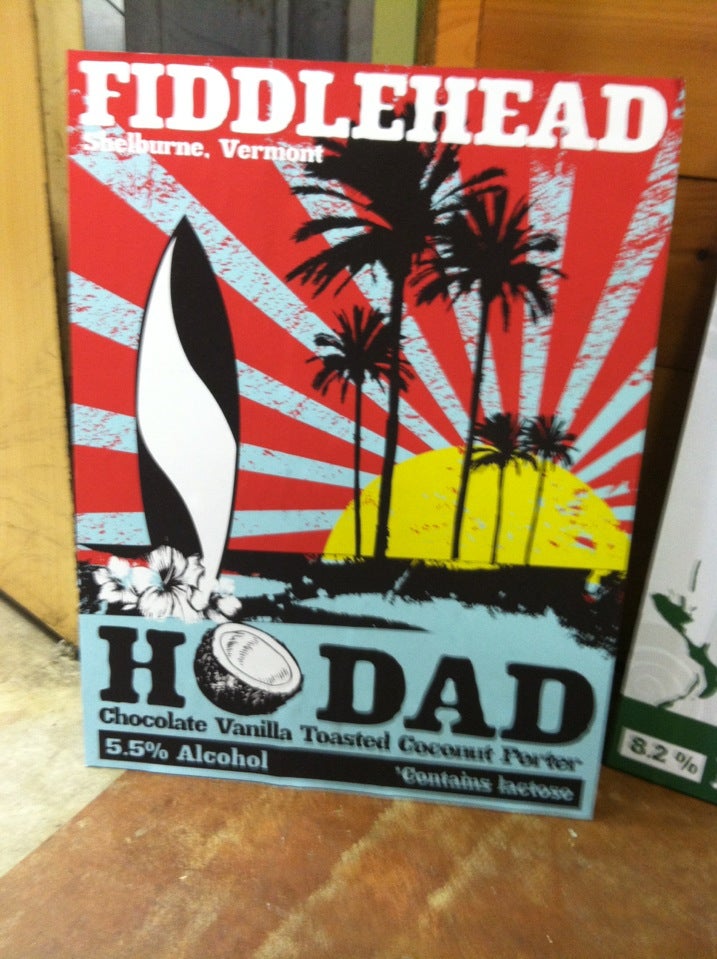 FIDDLEHEAD
Shelburne, Vermont
HODAD
Chocolate Vanilla Toasted Coconut Porter
5.5% Alcohol
*Contains lactose
8.2 %